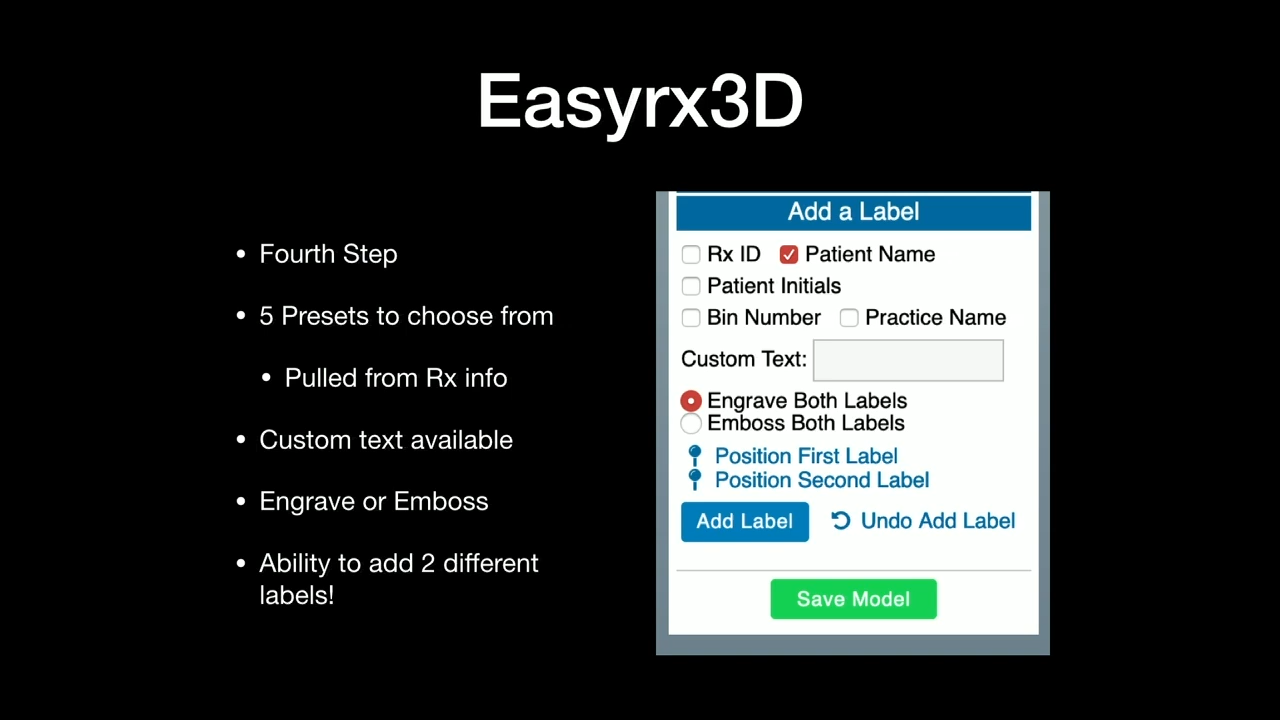 Easyrx3D
• Fourth Step
• 5 Presets to choose from
• Pulled from Rx info
• Custom text available
• Engrave or Emboss
• Ability to add 2 different
labels!
Add a Label
Rx ID Patient Name
Patient Initials
Bin Number Practice Name
Custom Text:
Engrave Both Labels
Emboss Both Labels
Position First Label
Position Second Label
Add Label Undo Add Label
Save Model